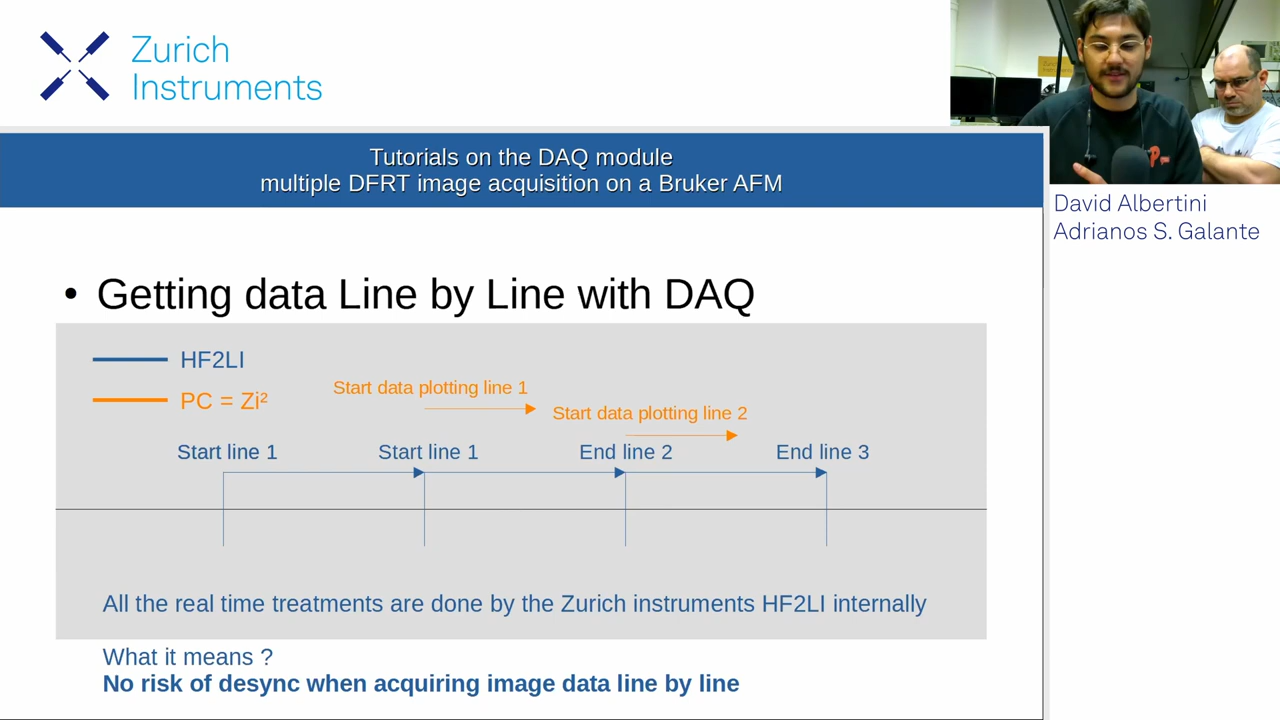 Zurich
Instruments
Tutorials on the DAQ module
multiple DFRT image acquisition on a Bruker AFM
David Albertini
Adrianos S. Galante
• Getting data Line by Line with DAQ
HF2LI
PC = Zi²
Start data plotting line 1
Start data plotting line 2
Start line 1
Start line 1
End line 2
End line 3
All the real time treatments are done by the Zurich instruments HF2LI internally
What it means ?
No risk of desync when acquiring image data line by line